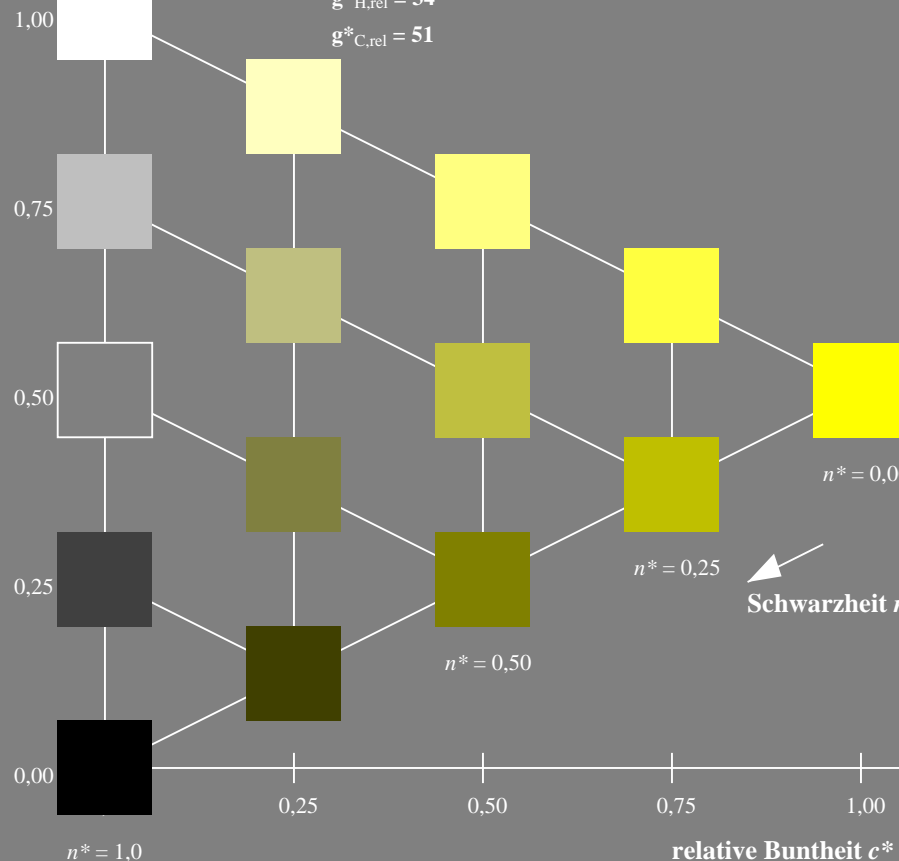 g*H,rel = 54
1,00
g*C,rel = 51
0,75
0,50
n* = 0,0
n* = 0,25
0,25
Schwarzheit n
n* = 0,50
0,00
0,25 0,50 0,75 1,00
n* = 1,0
relative Buntheit c*